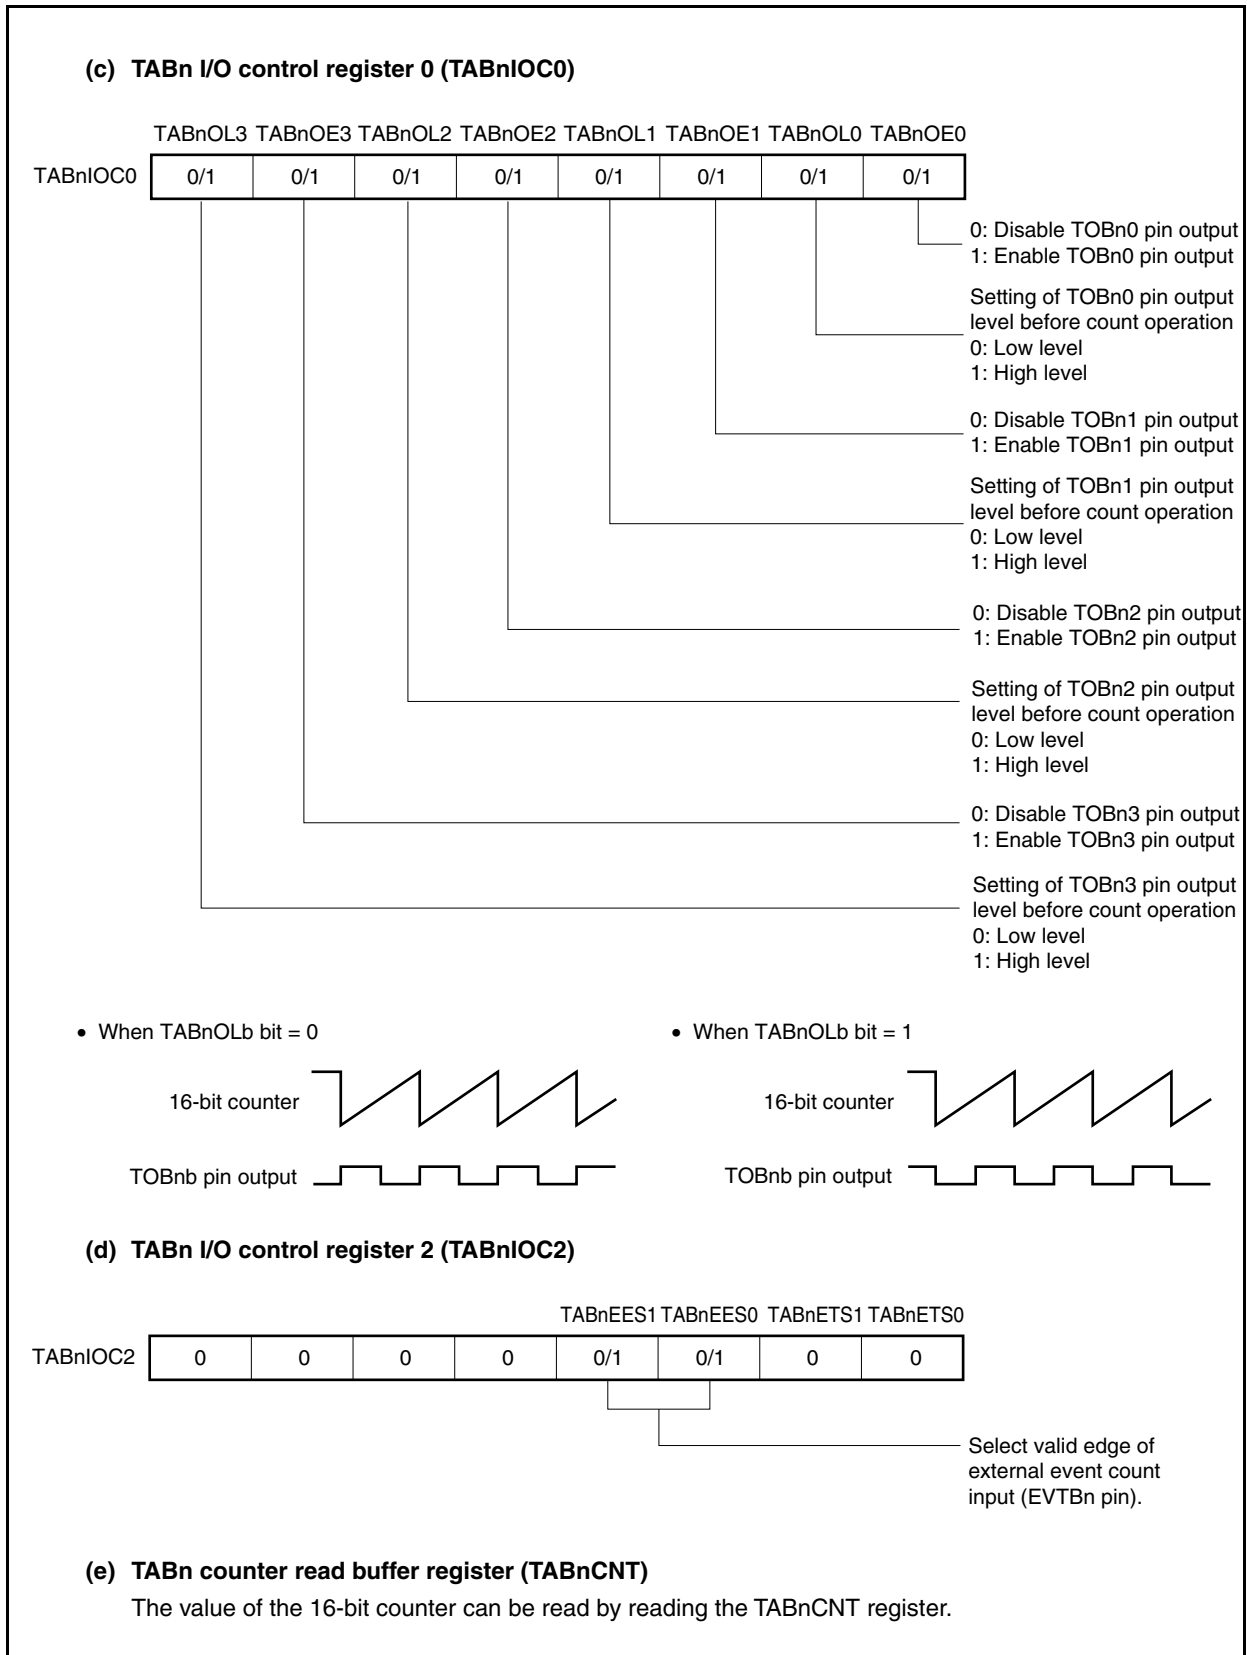 (c) TABn I/O control register 0 (TABnIOC0)
TABnOL3 TABnOE3 TABnOL2 TABnOE2 TABnOL1 TABnOE1 TABnOL0 TABnOE0
TABnIOC0 0/1 0/1 0/1 0/1 0/1 0/1 0/1 0/1
0: Disable TOBn0 pin output
1: Enable TOBn0 pin output
Setting of TOBn0 pin output
level before count operation
0: Low level
1: High level
0: Disable TOBn1 pin output
1: Enable TOBn1 pin output
Setting of TOBn1 pin output
level before count operation
0: Low level
1: High level
0: Disable TOBn2 pin output
1: Enable TOBn2 pin output
Setting of TOBn2 pin output
level before count operation
0: Low level
1: High level
0: Disable TOBn3 pin output
1: Enable TOBn3 pin output
Setting of TOBn3 pin output
level before count operation
0: Low level
1: High level
• When TABnOLb bit = 0
16-bit counter
TOBnb pin output
• When TABnOLb bit = 1
16-bit counter
TOBnb pin output
(d) TABn I/O control register 2 (TABnIOC2)
TABnEES1 TABnEES0 TABnETS1 TABnETS0
TABnIOC2 0 0 0 0 0/1 0/1 0 0
Select valid edge of
external event count
input (EVTBn pin).
(e) TABn counter read buffer register (TABnCNT)
The value of the 16-bit counter can be read by reading the TABnCNT register.